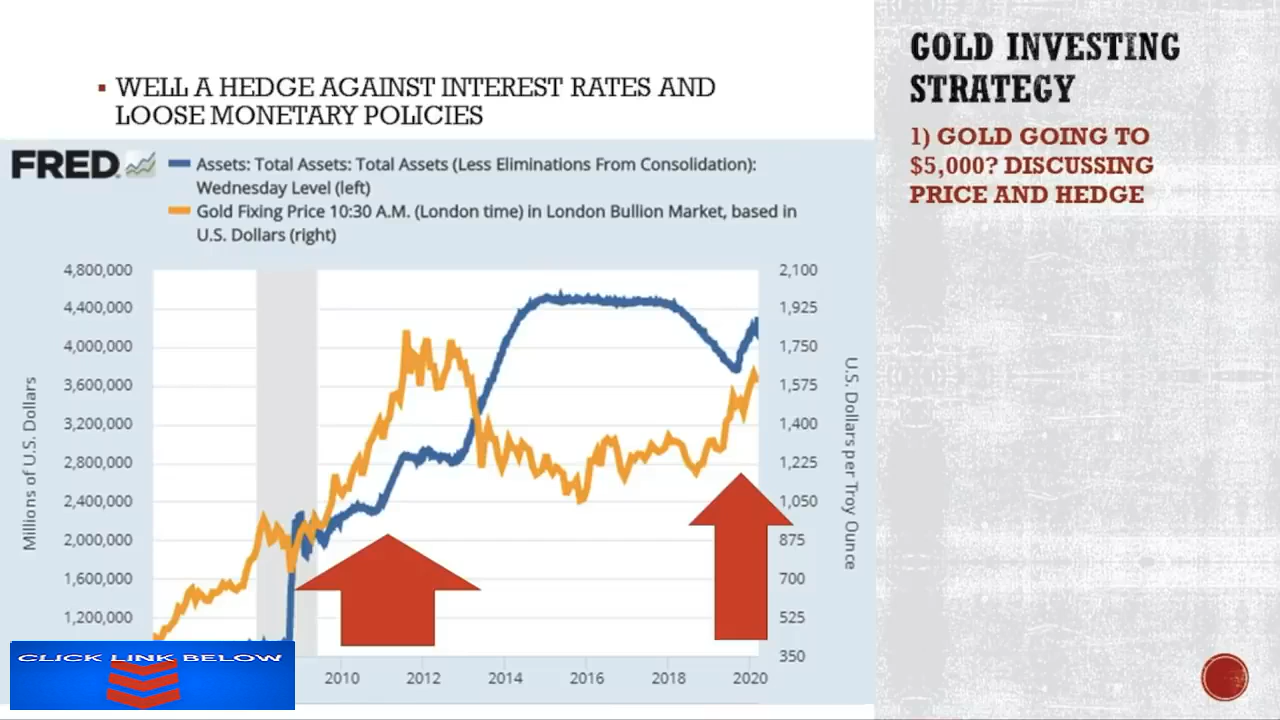 ▪ WELL A HEDGE AGAINST INTEREST RATES AND
LOOSE MONETARY POLICIES
GOLD INVESTING
STRATEGY
1) GOLD GOING TO
$5,000? DISCUSSING
PRICE AND HEDGE
FRED
Assets: Total Assets: Total Assets (Less Eliminations From Consolidation):
Wednesday Level (left)
Gold Fixing Price 10:30 A.M. (London time) in London Bullion Market, based in
U.S. Dollars (right)
Millions of U.S. Dollars
4,800,000
4,400,000
4,000,000
3,600,000
3,200,000
2,800,000
2,400,000
2,000,000
1,600,000
1,200,000
2,100
1,925
1,750
1,575
1,400
1,225
1,050
875
700
525
350
U.S. Dollars per Troy Ounce
2010 2012 2014 2016 2018 2020
CLICK LINK BELOW